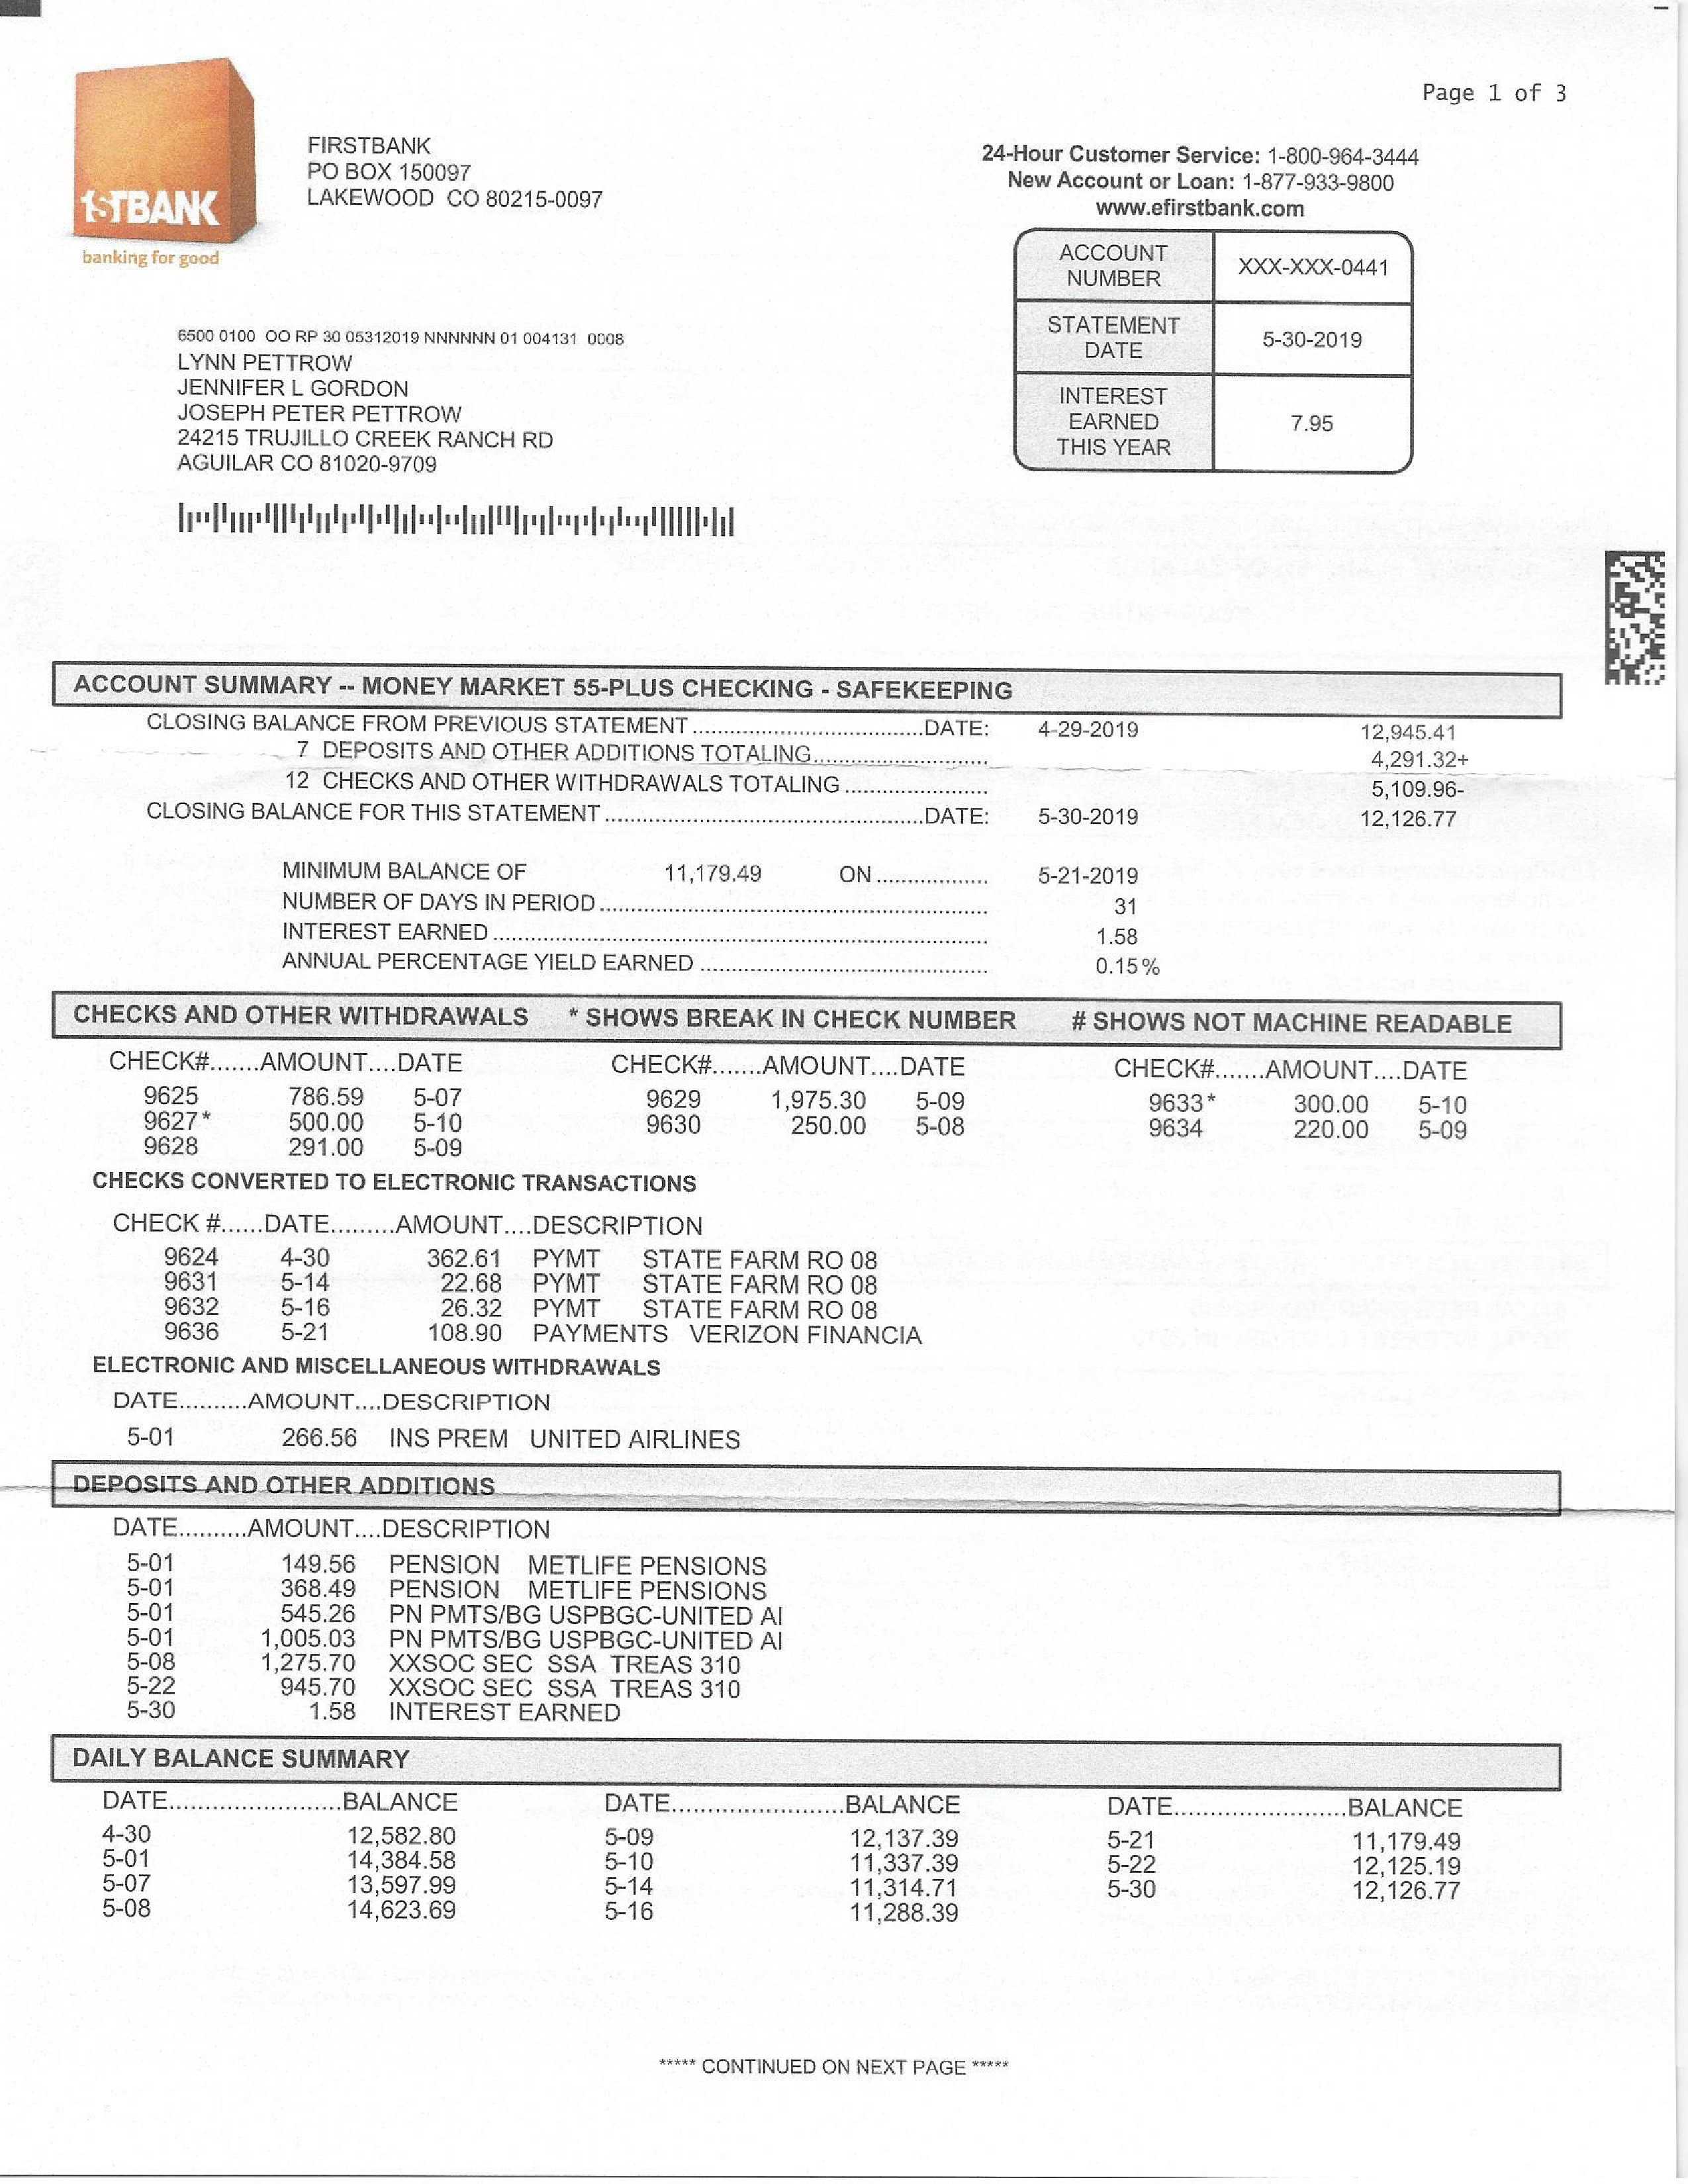 Page 1 of 3
1STBANK
banking for good
FIRSTBANK
PO BOX 150097
LAKEWOOD CO 80215-0097
24-Hour Customer Service: 1-800-964-3444
New Account or Loan: 1-877-933-9800
www.efirstbank.com
ACCOUNT NUMBER XXX-XXX-0441
STATEMENT DATE 5-30-2019
INTEREST EARNED THIS YEAR 7.95
6500 0100 OO RP 30 05312019 NNNNNN 01 004131 0008
LYNN PETTROW
JENNIFER L GORDON
JOSEPH PETER PETTROW
24215 TRUJILLO CREEK RANCH RD
AGUILAR CO 81020-9709
ACCOUNT SUMMARY -- MONEY MARKET 55-PLUS CHECKING - SAFEKEEPING
CLOSING BALANCE FROM PREVIOUS STATEMENT................................DATE: 4-29-2019 12,945.41
7 DEPOSITS AND OTHER ADDITIONS TOTALING........................ 4,291.32+
12 CHECKS AND OTHER WITHDRAWALS TOTALING.................... 5,109.96-
CLOSING BALANCE FOR THIS STATEMENT............................................DATE: 5-30-2019 12,126.77
MINIMUM BALANCE OF 11,179.49 ON................ 5-21-2019
NUMBER OF DAYS IN PERIOD...................................................... 31
INTEREST EARNED..................................................................... 1.58
ANNUAL PERCENTAGE YIELD EARNED........................................ 0.15%
CHECKS AND OTHER WITHDRAWALS * SHOWS BREAK IN CHECK NUMBER # SHOWS NOT MACHINE READABLE
CHECK#.......AMOUNT....DATE CHECK#.......AMOUNT....DATE CHECK#.......AMOUNT....DATE
9625 786.59 5-07 9629 1,975.30 5-09 9633* 300.00 5-10
9627* 500.00 5-10 9630 250.00 5-08 9634 220.00 5-09
9628 291.00 5-09
CHECKS CONVERTED TO ELECTRONIC TRANSACTIONS
CHECK #......DATE.........AMOUNT....DESCRIPTION
9624 4-30 362.61 PYMT STATE FARM RO 08
9631 5-14 22.68 PYMT STATE FARM RO 08
9632 5-16 26.32 PYMT STATE FARM RO 08
9636 5-21 108.90 PAYMENTS VERIZON FINANCIA
ELECTRONIC AND MISCELLANEOUS WITHDRAWALS
DATE..........AMOUNT....DESCRIPTION
5-01 266.56 INS PREM UNITED AIRLINES
DEPOSITS AND OTHER ADDITIONS
DATE..........AMOUNT....DESCRIPTION
5-01 149.56 PENSION METLIFE PENSIONS
5-01 368.49 PENSION METLIFE PENSIONS
5-01 545.26 PN PMTS/BG USPBGC-UNITED AI
5-01 1,005.03 PN PMTS/BG USPBGC-UNITED AI
5-08 1,275.70 XXSOC SEC SSA TREAS 310
5-22 945.70 XXSOC SEC SSA TREAS 310
5-30 1.58 INTEREST EARNED
DAILY BALANCE SUMMARY
DATE........................BALANCE DATE........................BALANCE DATE........................BALANCE
4-30 12,582.80 5-09 12,137.39 5-21 11,179.49
5-01 14,384.58 5-10 11,337.39 5-22 12,125.19
5-07 13,597.99 5-14 11,314.71 5-30 12,126.77
5-08 14,623.69 5-16 11,288.39
***** CONTINUED ON NEXT PAGE *****